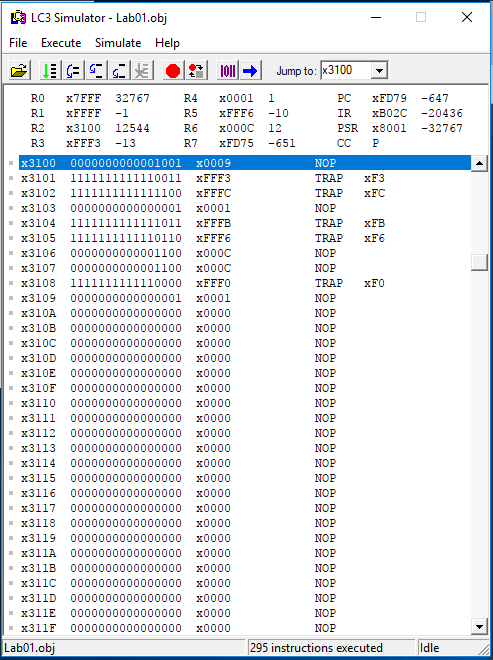 LC3 Simulator - Lab01.obj
File Execute Simulate Help
Jump to: x3100
R0 x7FFF 32767 R4 x0001 1 PC xFD79 -647
R1 xFFFF -1 R5 xFFF6 -10 IR xB02C -20436
R2 x3100 12544 R6 x000C 12 PSR x8001 -32767
R3 xFFF3 -13 R7 xFD75 -651 CC P
x3100 0000000000001001 x0009 NOP
x3101 1111111111110011 xFFF3 TRAP xF3
x3102 1111111111111100 xFFFC TRAP xFC
x3103 0000000000000001 x0001 NOP
x3104 1111111111111011 xFFFB TRAP xFB
x3105 1111111111110110 xFFF6 TRAP xF6
x3106 0000000000001100 x000C NOP
x3107 0000000000001100 x000C NOP
x3108 1111111111110000 xFFF0 TRAP xF0
x3109 0000000000000001 x0001 NOP
x310A 0000000000000000 x0000 NOP
x310B 0000000000000000 x0000 NOP
x310C 0000000000000000 x0000 NOP
x310D 0000000000000000 x0000 NOP
x310E 0000000000000000 x0000 NOP
x310F 0000000000000000 x0000 NOP
x3110 0000000000000000 x0000 NOP
x3111 0000000000000000 x0000 NOP
x3112 0000000000000000 x0000 NOP
x3113 0000000000000000 x0000 NOP
x3114 0000000000000000 x0000 NOP
x3115 0000000000000000 x0000 NOP
x3116 0000000000000000 x0000 NOP
x3117 0000000000000000 x0000 NOP
x3118 0000000000000000 x0000 NOP
x3119 0000000000000000 x0000 NOP
x311A 0000000000000000 x0000 NOP
x311B 0000000000000000 x0000 NOP
x311C 0000000000000000 x0000 NOP
x311D 0000000000000000 x0000 NOP
x311E 0000000000000000 x0000 NOP
x311F 0000000000000000 x0000 NOP
Lab01.obj 295 instructions executed Idle